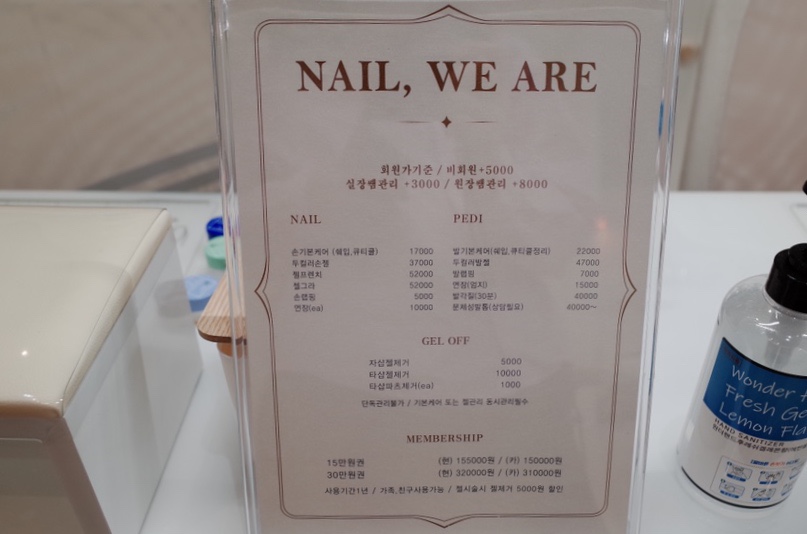 NAIL, WE ARE
회원가기준 / 비회원+5000
실장쌤관리 +3000 / 원장쌤관리 +8000
NAIL
손기본케어 (쉐입,큐티클) 17000
두컬러손젤 37000
젤프렌치 52000
젤그라 52000
손랩핑 5000
연장(ea) 10000
PEDI
발기본케어(쉐입,큐티클정리) 22000
두컬러발젤 47000
발랩핑 7000
연장(엄지) 15000
발각질(30분) 40000
문제성발톱(상담필요) 40000~
GEL OFF
자샵젤제거 5000
타샵젤제거 10000
타샵파츠제거(ea) 1000
단독관리불가 / 기본케어 또는 젤관리 동시관리필수
MEMBERSHIP
15만원권 (현) 155000원 / (카) 150000원
30만원권 (현) 320000원 / (카) 310000원
사용기간1년 / 가족,친구사용가능 / 젤시술시 젤제거 5000원 할인
Wonder
Fresh Ge
Lemon Fla
HAND SANITIZER